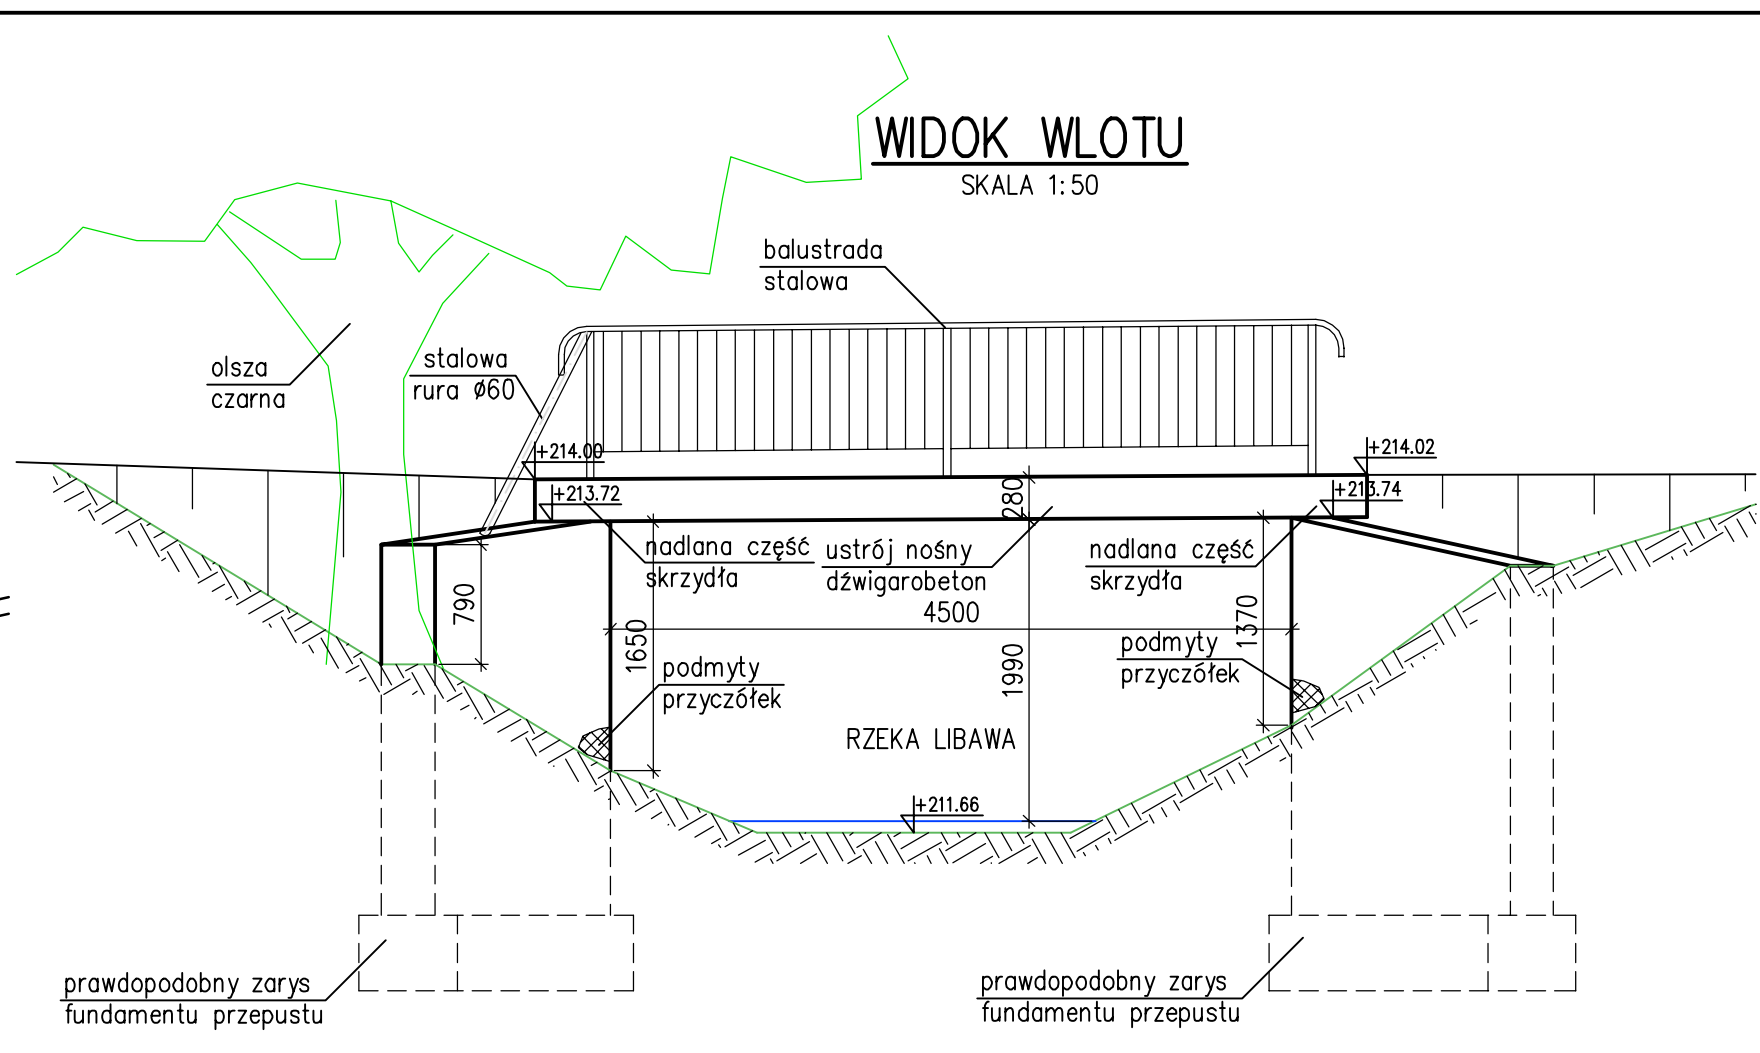 WIDOK WLOTU
SKALA 1:50
balustrada
stalowa
olsza
czarna
stalowa
rura ø60
+214.00
+214.02
+213.72
+213.74
280
nadlana część
skrzydła
ustrój nośny
dźwigarobeton
nadlana część
skrzydła
790
1650
4500
1990
1370
podmyty
przyczółek
podmyty
przyczółek
RZEKA LIBAWA
+211.66
prawdopodobny zarys
fundamentu przepustu
prawdopodobny zarys
fundamentu przepustu